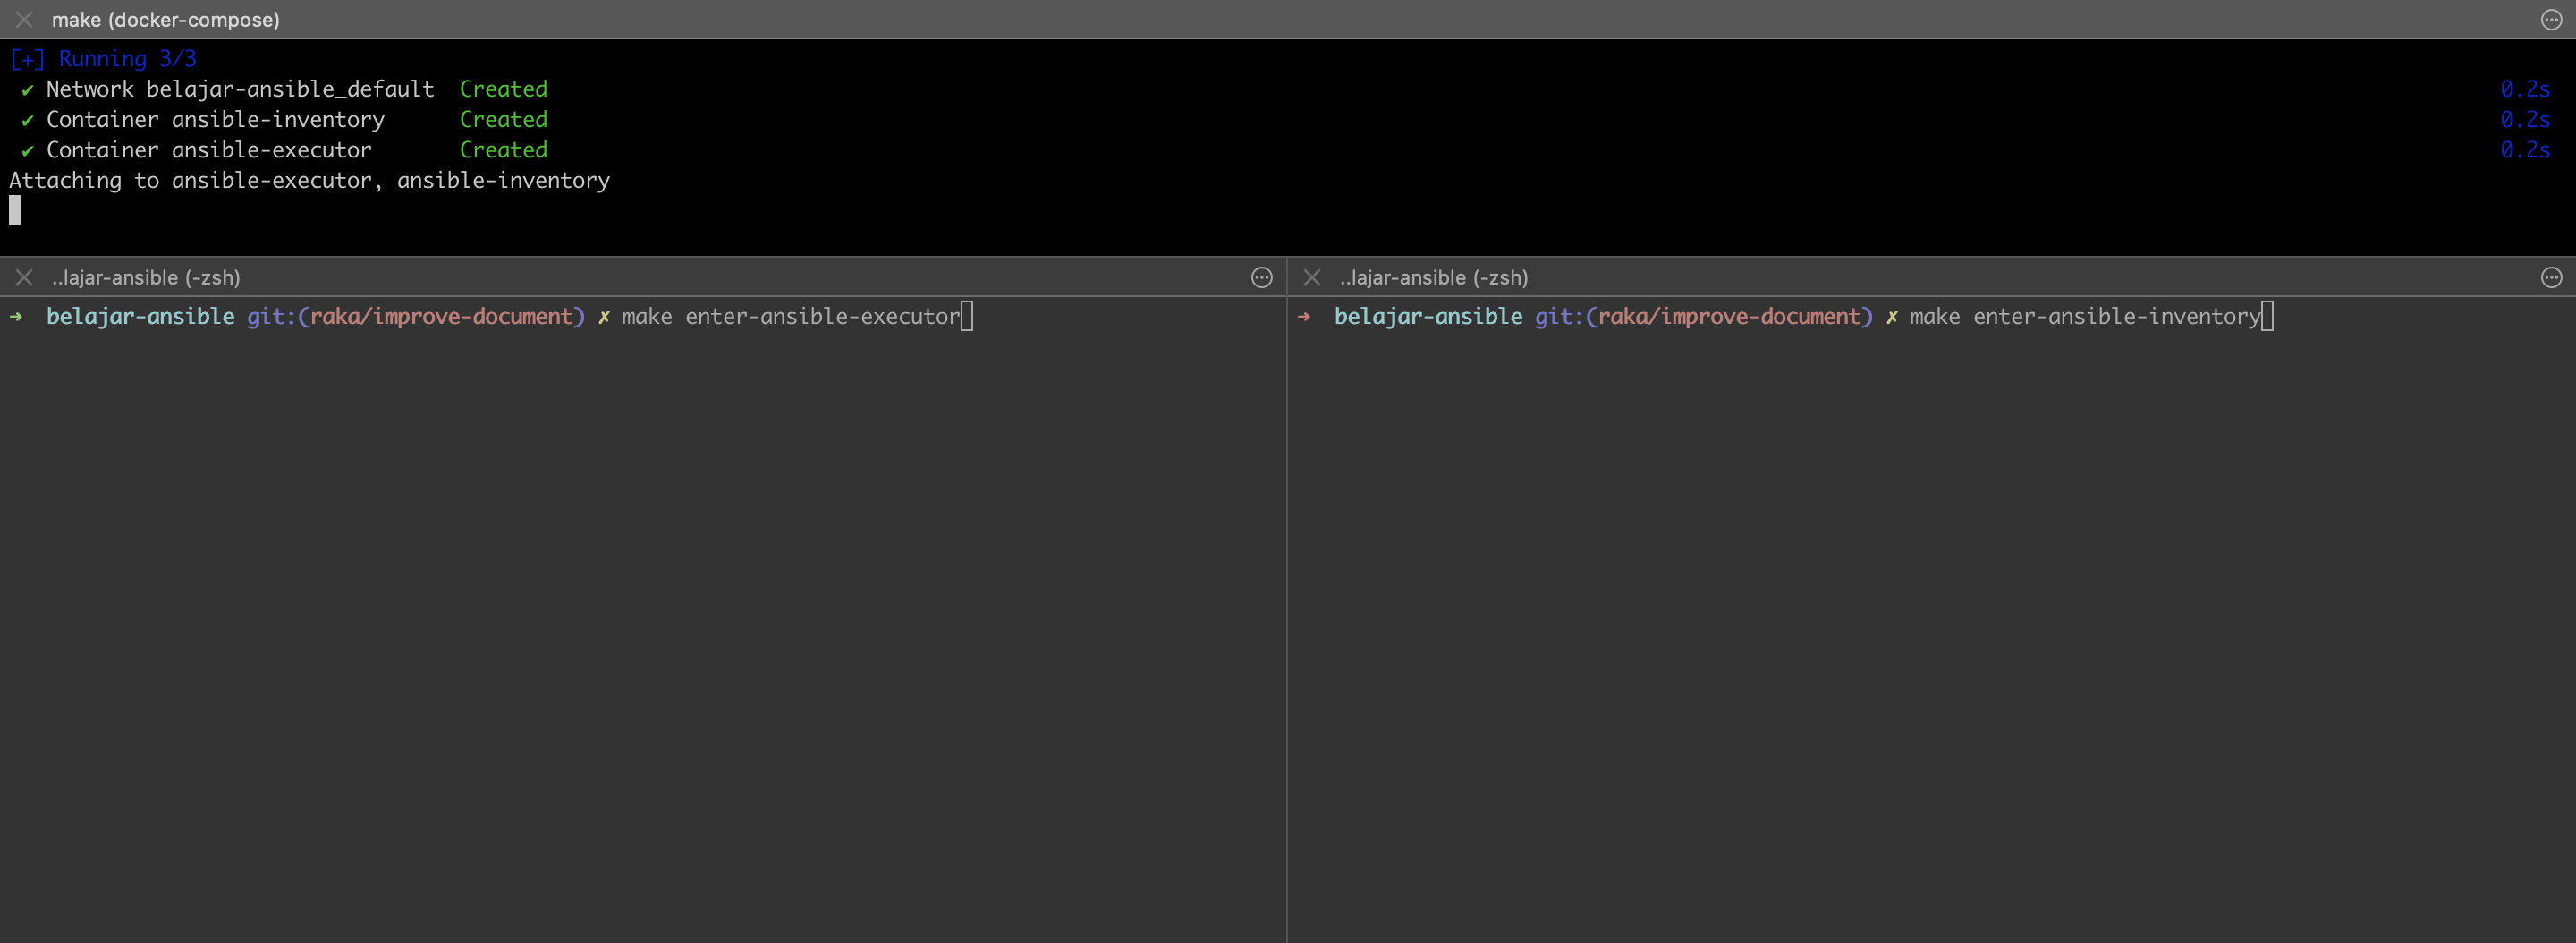 make (docker-compose)
[+] Running 3/3
✔ Network belajar-ansible_default Created 0.2s
✔ Container ansible-inventory Created 0.2s
✔ Container ansible-executor Created 0.2s
Attaching to ansible-executor, ansible-inventory
..lajar-ansible (-zsh)
→ belajar-ansible git:(raka/improve-document) ✗ make enter-ansible-executor
..lajar-ansible (-zsh)
→ belajar-ansible git:(raka/improve-document) ✗ make enter-ansible-inventory